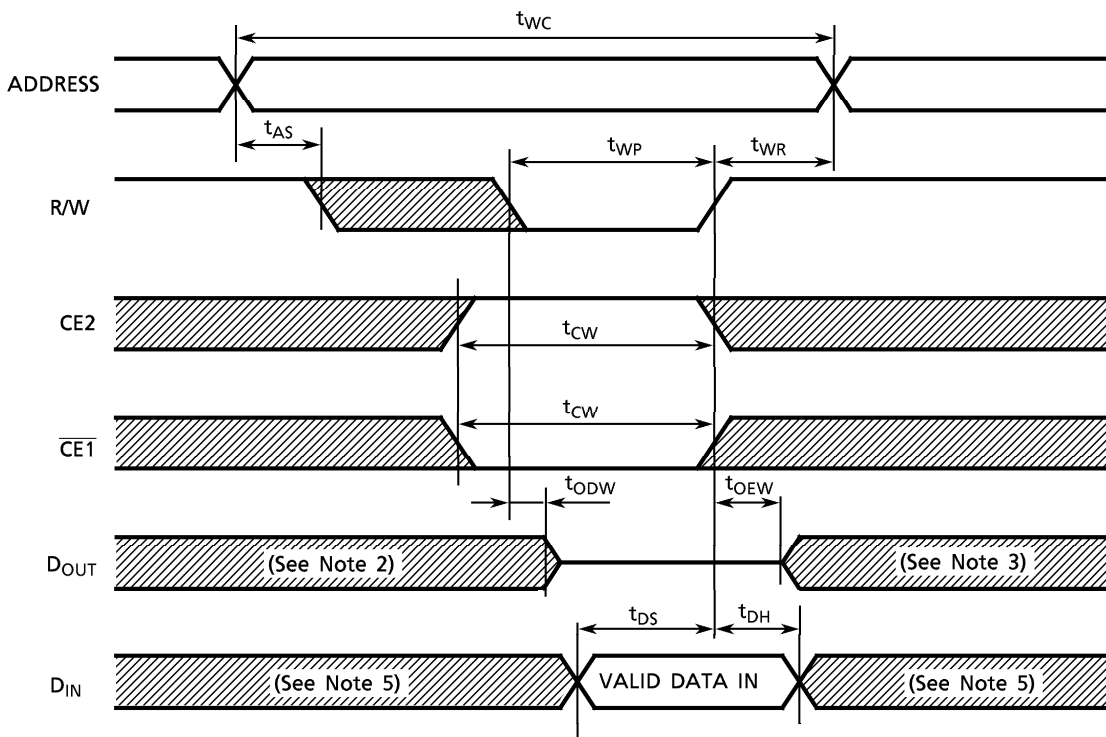 tWC
ADDRESS
tAS
tWP
tWR
R/W
CE2
tCW
tCW
CE1
tODW
tOEW
DOUT
(See Note 2)
(See Note 3)
tDS
tDH
DIN
(See Note 5)
VALID DATA IN
(See Note 5)